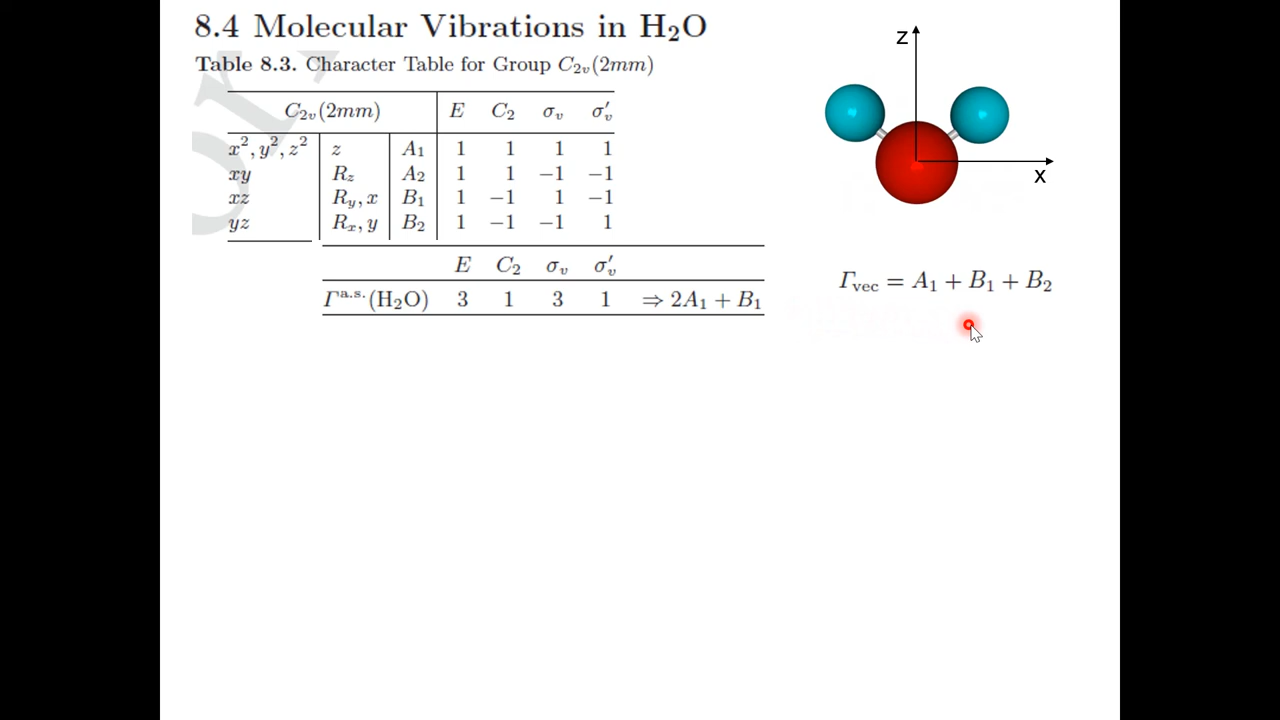 8.4 Molecular Vibrations in H₂O
Table 8.3. Character Table for Group C₂ᵥ(2mm)
C₂ᵥ(2mm) E C₂ σᵥ σ′ᵥ
x², y², z² z A₁ 1 1 1 1
xy R_z A₂ 1 1 −1 −1
xz R_y, x B₁ 1 −1 1 −1
yz R_x, y B₂ 1 −1 −1 1
E C₂ σᵥ σ′ᵥ
Γ^a.s.(H₂O) 3 1 3 1 ⇒ 2A₁ + B₁
z
x
Γ_vec = A₁ + B₁ + B₂